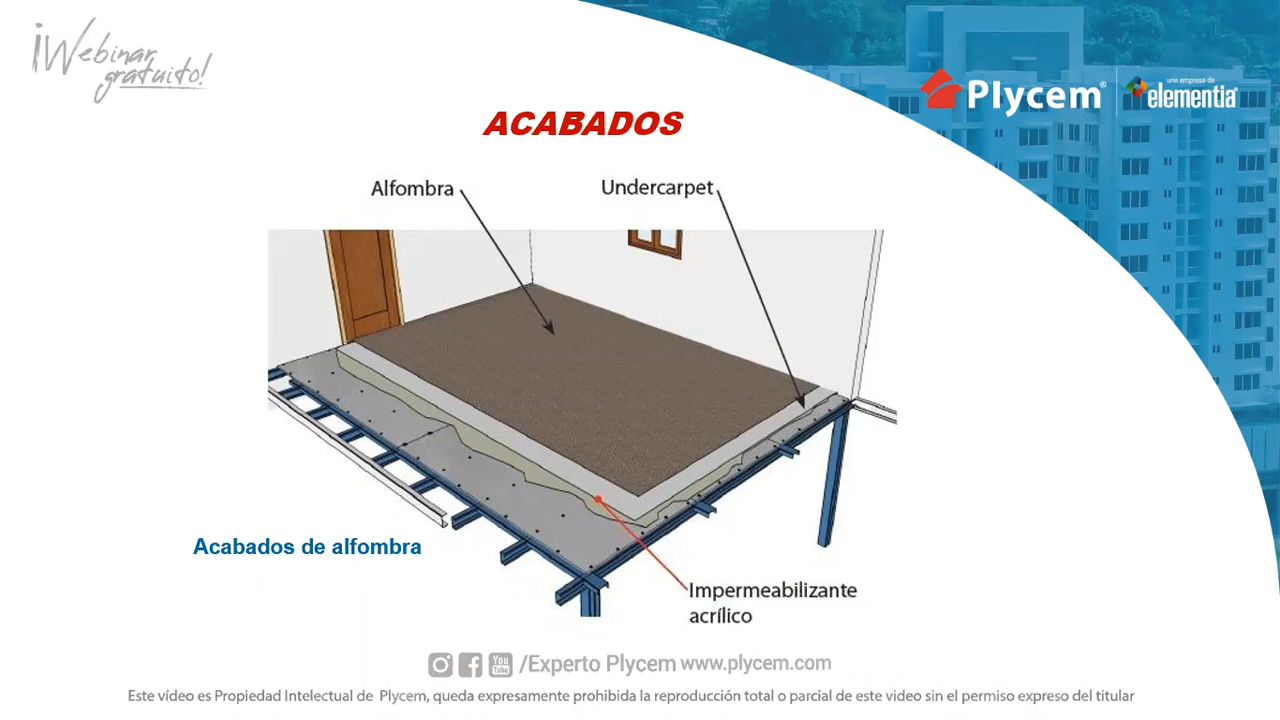 ¡Webinar
gratuito!
Plycem®
una empresa de
elementia®
ACABADOS
Alfombra
Undercarpet
Acabados de alfombra
Impermeabilizante
acrílico
You
Tube
/Experto Plycem www.plycem.com
Este vídeo es Propiedad Intelectual de Plycem, queda expresamente prohibida la reproducción total o parcial de este video sin el permiso expreso del titular